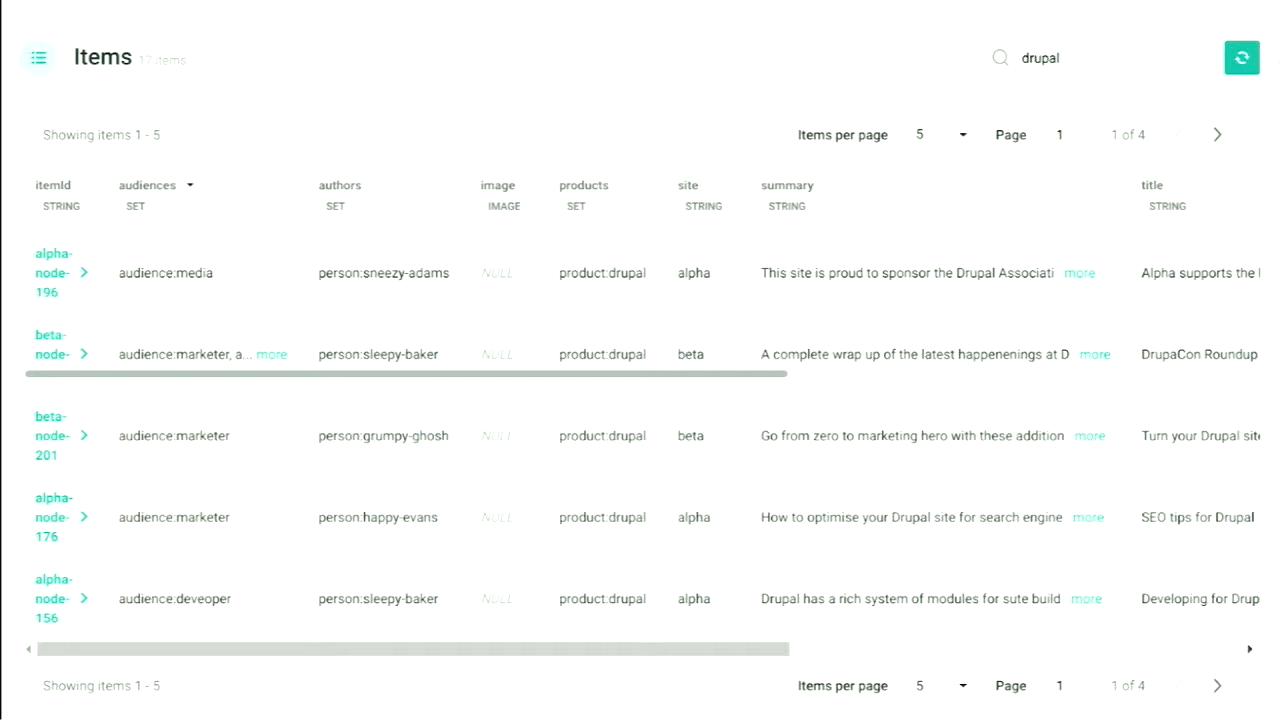 Items 17 items drupal
Showing items 1 - 5 Items per page 5 Page 1 1 of 4
itemId audiences authors image products site summary title
STRING SET SET IMAGE SET STRING STRING STRING
alpha-
node- audience:media person:sneezy-adams NULL product:drupal alpha This site is proud to sponsor the Drupal Associati more Alpha supports the
196
beta-
node- audience:marketer, a... more person:sleepy-baker NULL product:drupal beta A complete wrap up of the latest happenenings at D more DrupaCon Roundup
beta-
node- audience:marketer person:grumpy-ghosh NULL product:drupal beta Go from zero to marketing hero with these addition more Turn your Drupal site
201
alpha-
node- audience:marketer person:happy-evans NULL product:drupal alpha How to optimise your Drupal site for search engine more SEO tips for Drupal
176
alpha-
node- audience:deveoper person:sleepy-baker NULL product:drupal alpha Drupal has a rich system of modules for sute build more Developing for Drup
156
Showing items 1 - 5 Items per page 5 Page 1 1 of 4